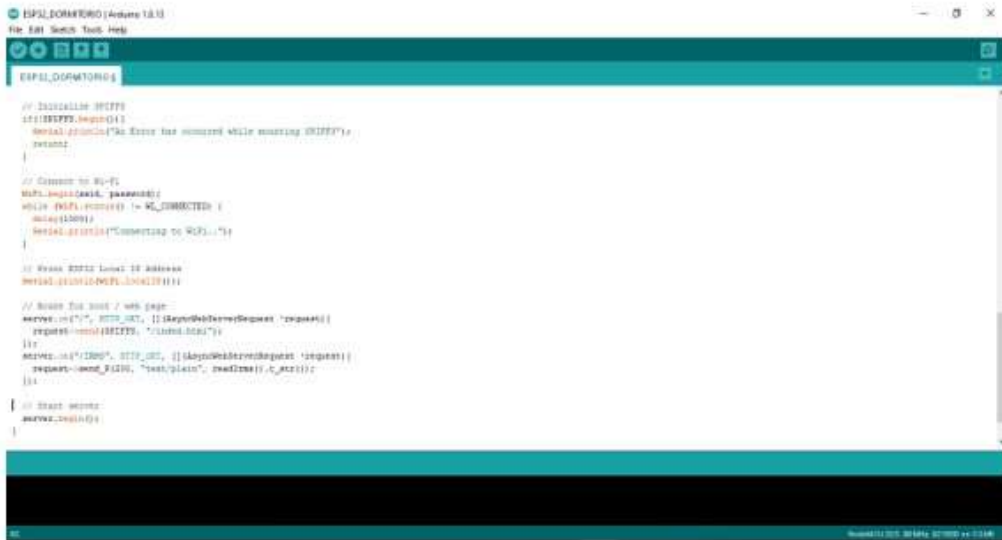 ESP32_DORMITORIO | Arduino 1.8.13
File Edit Sketch Tools Help
ESP32_DORMITORIO §
// Initialize SPIFFS
if(!SPIFFS.begin()){
Serial.println("An Error has occurred while mounting SPIFFS");
return;
}
// Connect to Wi-Fi
WiFi.begin(ssid, password);
while (WiFi.status() != WL_CONNECTED) {
delay(1000);
Serial.println("Connecting to WiFi..");
}
// Print ESP32 Local IP Address
Serial.println(WiFi.localIP());
// Route for root / web page
server.on("/", HTTP_GET, [](AsyncWebServerRequest *request){
request->send(SPIFFS, "/index.html");
});
server.on("/IRMS", HTTP_GET, [](AsyncWebServerRequest *request){
request->send_P(200, "text/plain", readIrms().c_str());
});
// Start server
server.begin();
}